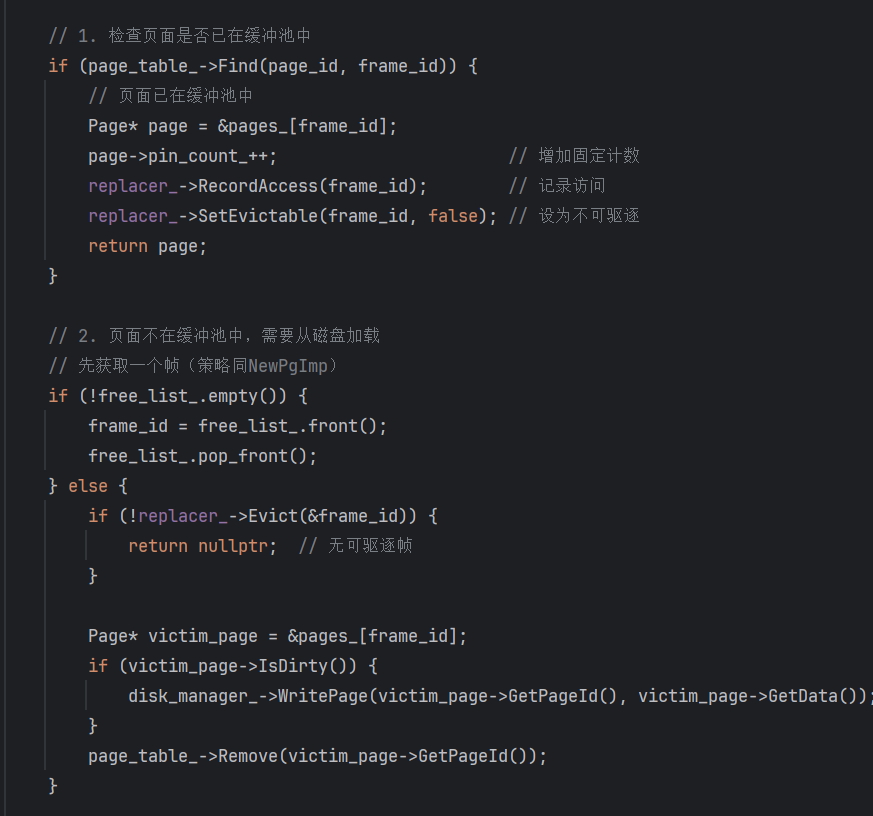 // 1. 检查页面是否已在缓冲池中
if (page_table_->Find(page_id, frame_id)) {
// 页面已在缓冲池中
Page* page = &pages_[frame_id];
page->pin_count_++; // 增加固定计数
replacer_->RecordAccess(frame_id); // 记录访问
replacer_->SetEvictable(frame_id, false); // 设为不可驱逐
return page;
}
// 2. 页面不在缓冲池中，需要从磁盘加载
// 先获取一个帧（策略同NewPgImp）
if (!free_list_.empty()) {
frame_id = free_list_.front();
free_list_.pop_front();
} else {
if (!replacer_->Evict(&frame_id)) {
return nullptr; // 无可驱逐帧
}
Page* victim_page = &pages_[frame_id];
if (victim_page->IsDirty()) {
disk_manager_->WritePage(victim_page->GetPageId(), victim_page->GetData());
}
page_table_->Remove(victim_page->GetPageId());
}